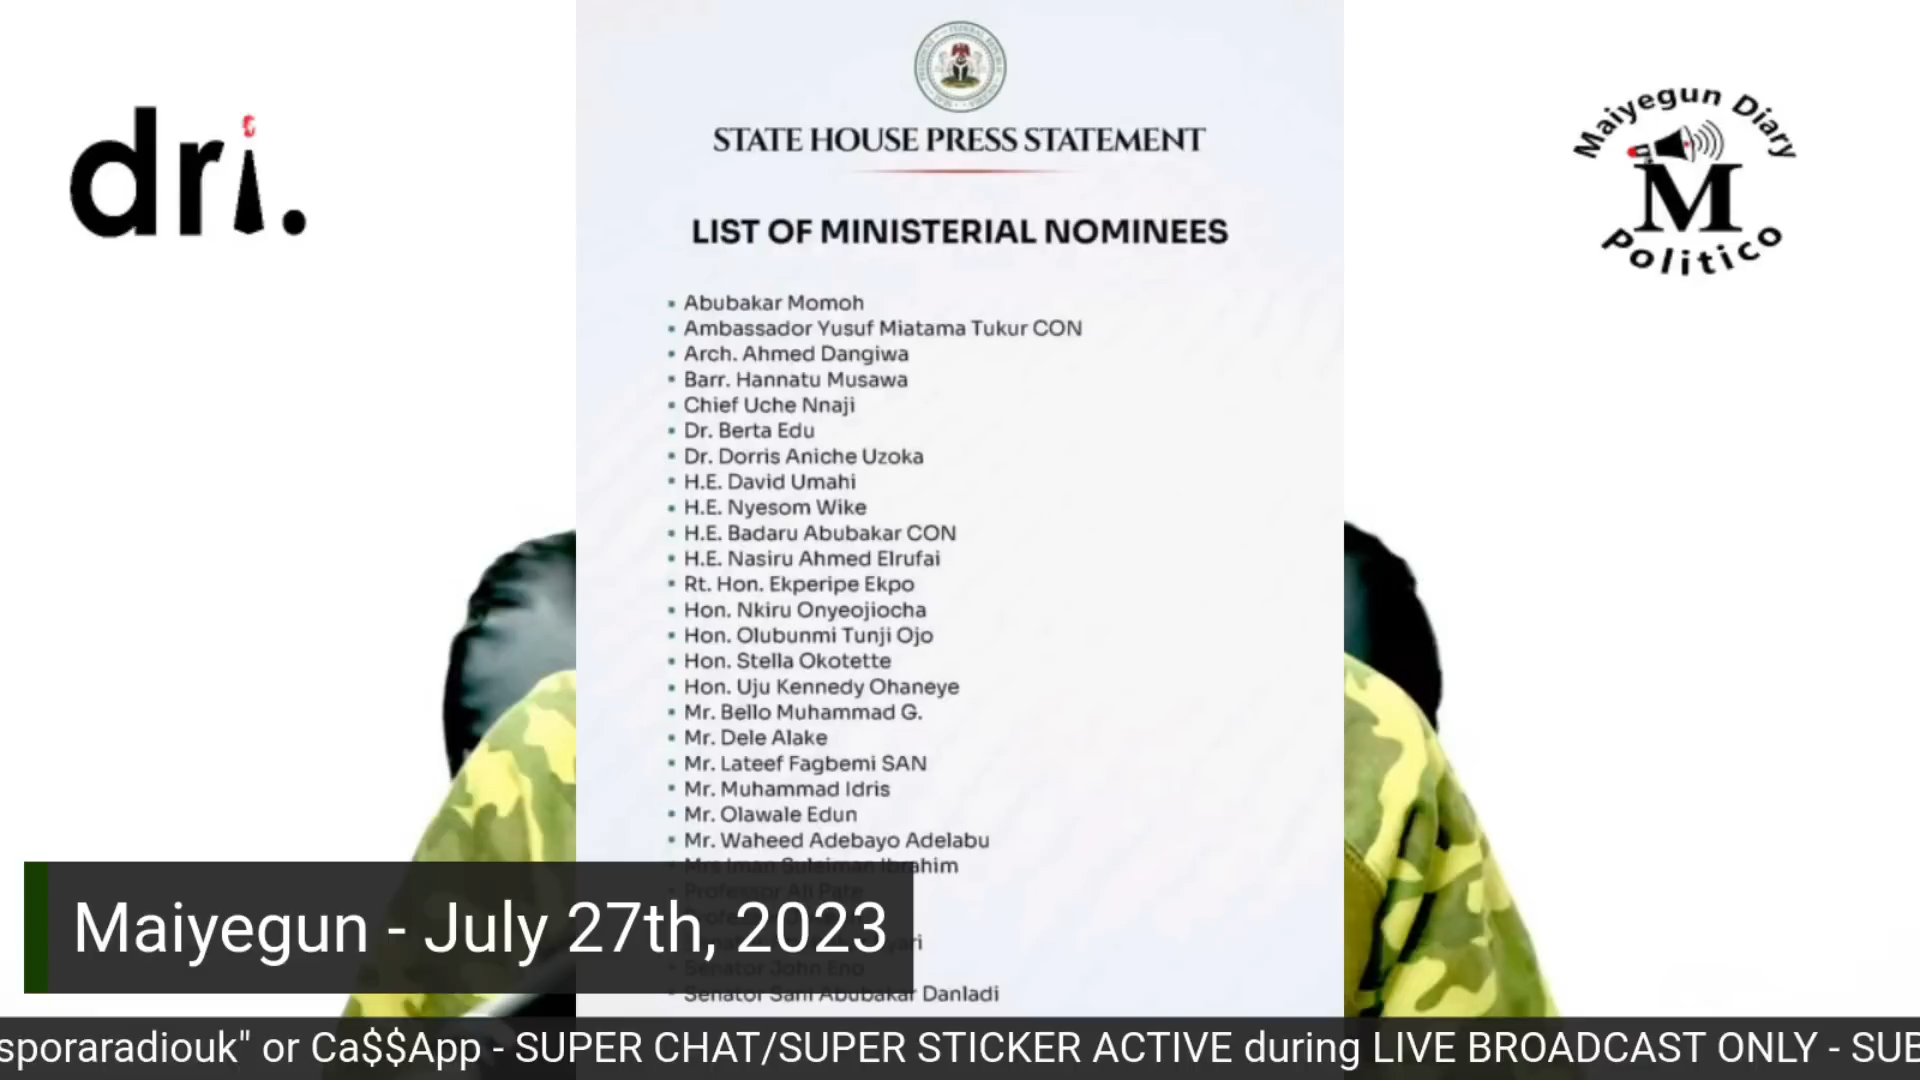 dri.
Maiyegun Diary
M
Politico
STATE HOUSE PRESS STATEMENT
LIST OF MINISTERIAL NOMINEES
Abubakar Momoh
Ambassador Yusuf Miatama Tukur CON
Arch. Ahmed Dangiwa
Barr. Hannatu Musawa
Chief Uche Nnaji
Dr. Berta Edu
Dr. Dorris Aniche Uzoka
H.E. David Umahi
H.E. Nyesom Wike
H.E. Badaru Abubakar CON
H.E. Nasiru Ahmed Elrufai
Rt. Hon. Ekperipe Ekpo
Hon. Nkiru Onyeojiocha
Hon. Olubunmi Tunji Ojo
Hon. Stella Okotette
Hon. Uju Kennedy Ohaneye
Mr. Bello Muhammad G.
Mr. Dele Alake
Mr. Lateef Fagbemi SAN
Mr. Muhammad Idris
Mr. Olawale Edun
Mr. Waheed Adebayo Adelabu
Mrs Iman Suleiman Ibrahim
Professor Ali Pate
Senator John Eno
Senator Sani Abubakar Danladi
Maiyegun - July 27th, 2023
sporaradiouk" or Ca$$App - SUPER CHAT/SUPER STICKER ACTIVE during LIVE BROADCAST ONLY - SUB